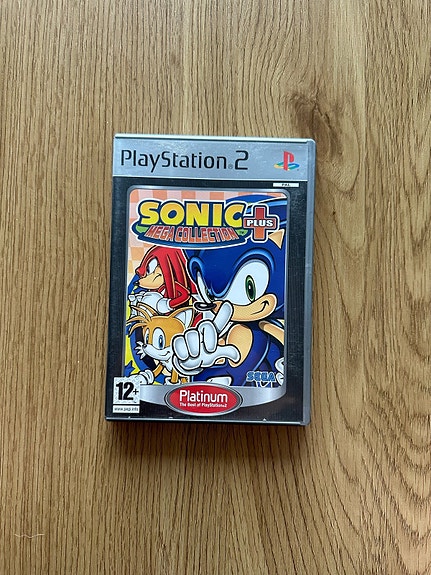 PlayStation®2
PAL
SONIC
MEGA COLLECTION
PLUS
SEGA
12+
www.pegi.info
Platinum
The Best of PlayStation®2